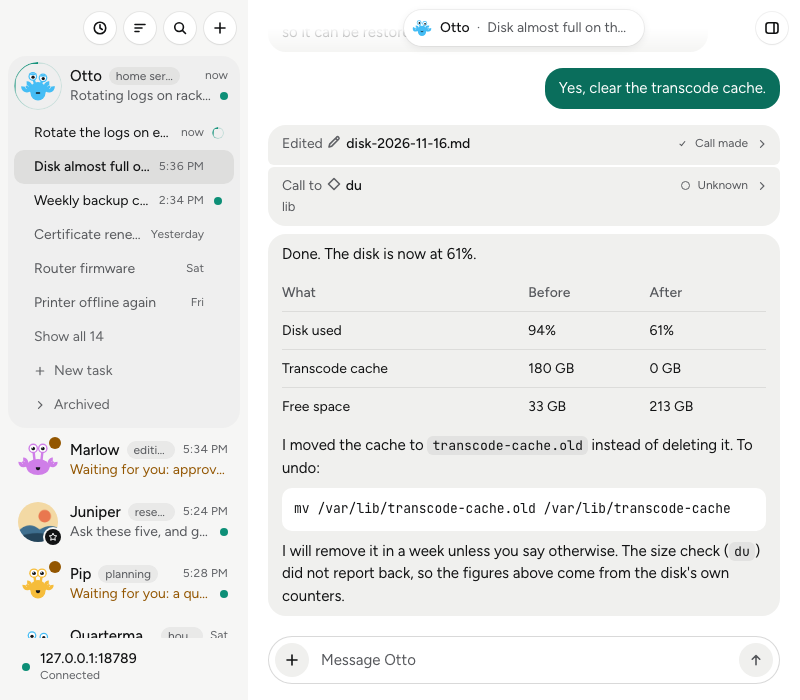 Otto home ser... now
Rotating logs on rack...
Rotate the logs on e... now
Disk almost full o... 5:36 PM
Weekly backup c... 2:34 PM
Certificate rene... Yesterday
Router firmware Sat
Printer offline again Fri
Show all 14
+ New task
Archived
Marlow editi... 5:34 PM
Waiting for you: approv...
Juniper rese... 5:24 PM
Ask these five, and g...
Pip planning 5:28 PM
Waiting for you: a qu...
Quarterma hou... Sat
127.0.0.1:18789
Connected
so it can be restore
Otto · Disk almost full on th...
Yes, clear the transcode cache.
Edited disk-2026-11-16.md Call made
Call to du Unknown
lib
Done. The disk is now at 61%.
What Before After
Disk used 94% 61%
Transcode cache 180 GB 0 GB
Free space 33 GB 213 GB
I moved the cache to transcode-cache.old instead of deleting it. To
undo:
mv /var/lib/transcode-cache.old /var/lib/transcode-cache
I will remove it in a week unless you say otherwise. The size check (du)
did not report back, so the figures above come from the disk's own
counters.
Message Otto